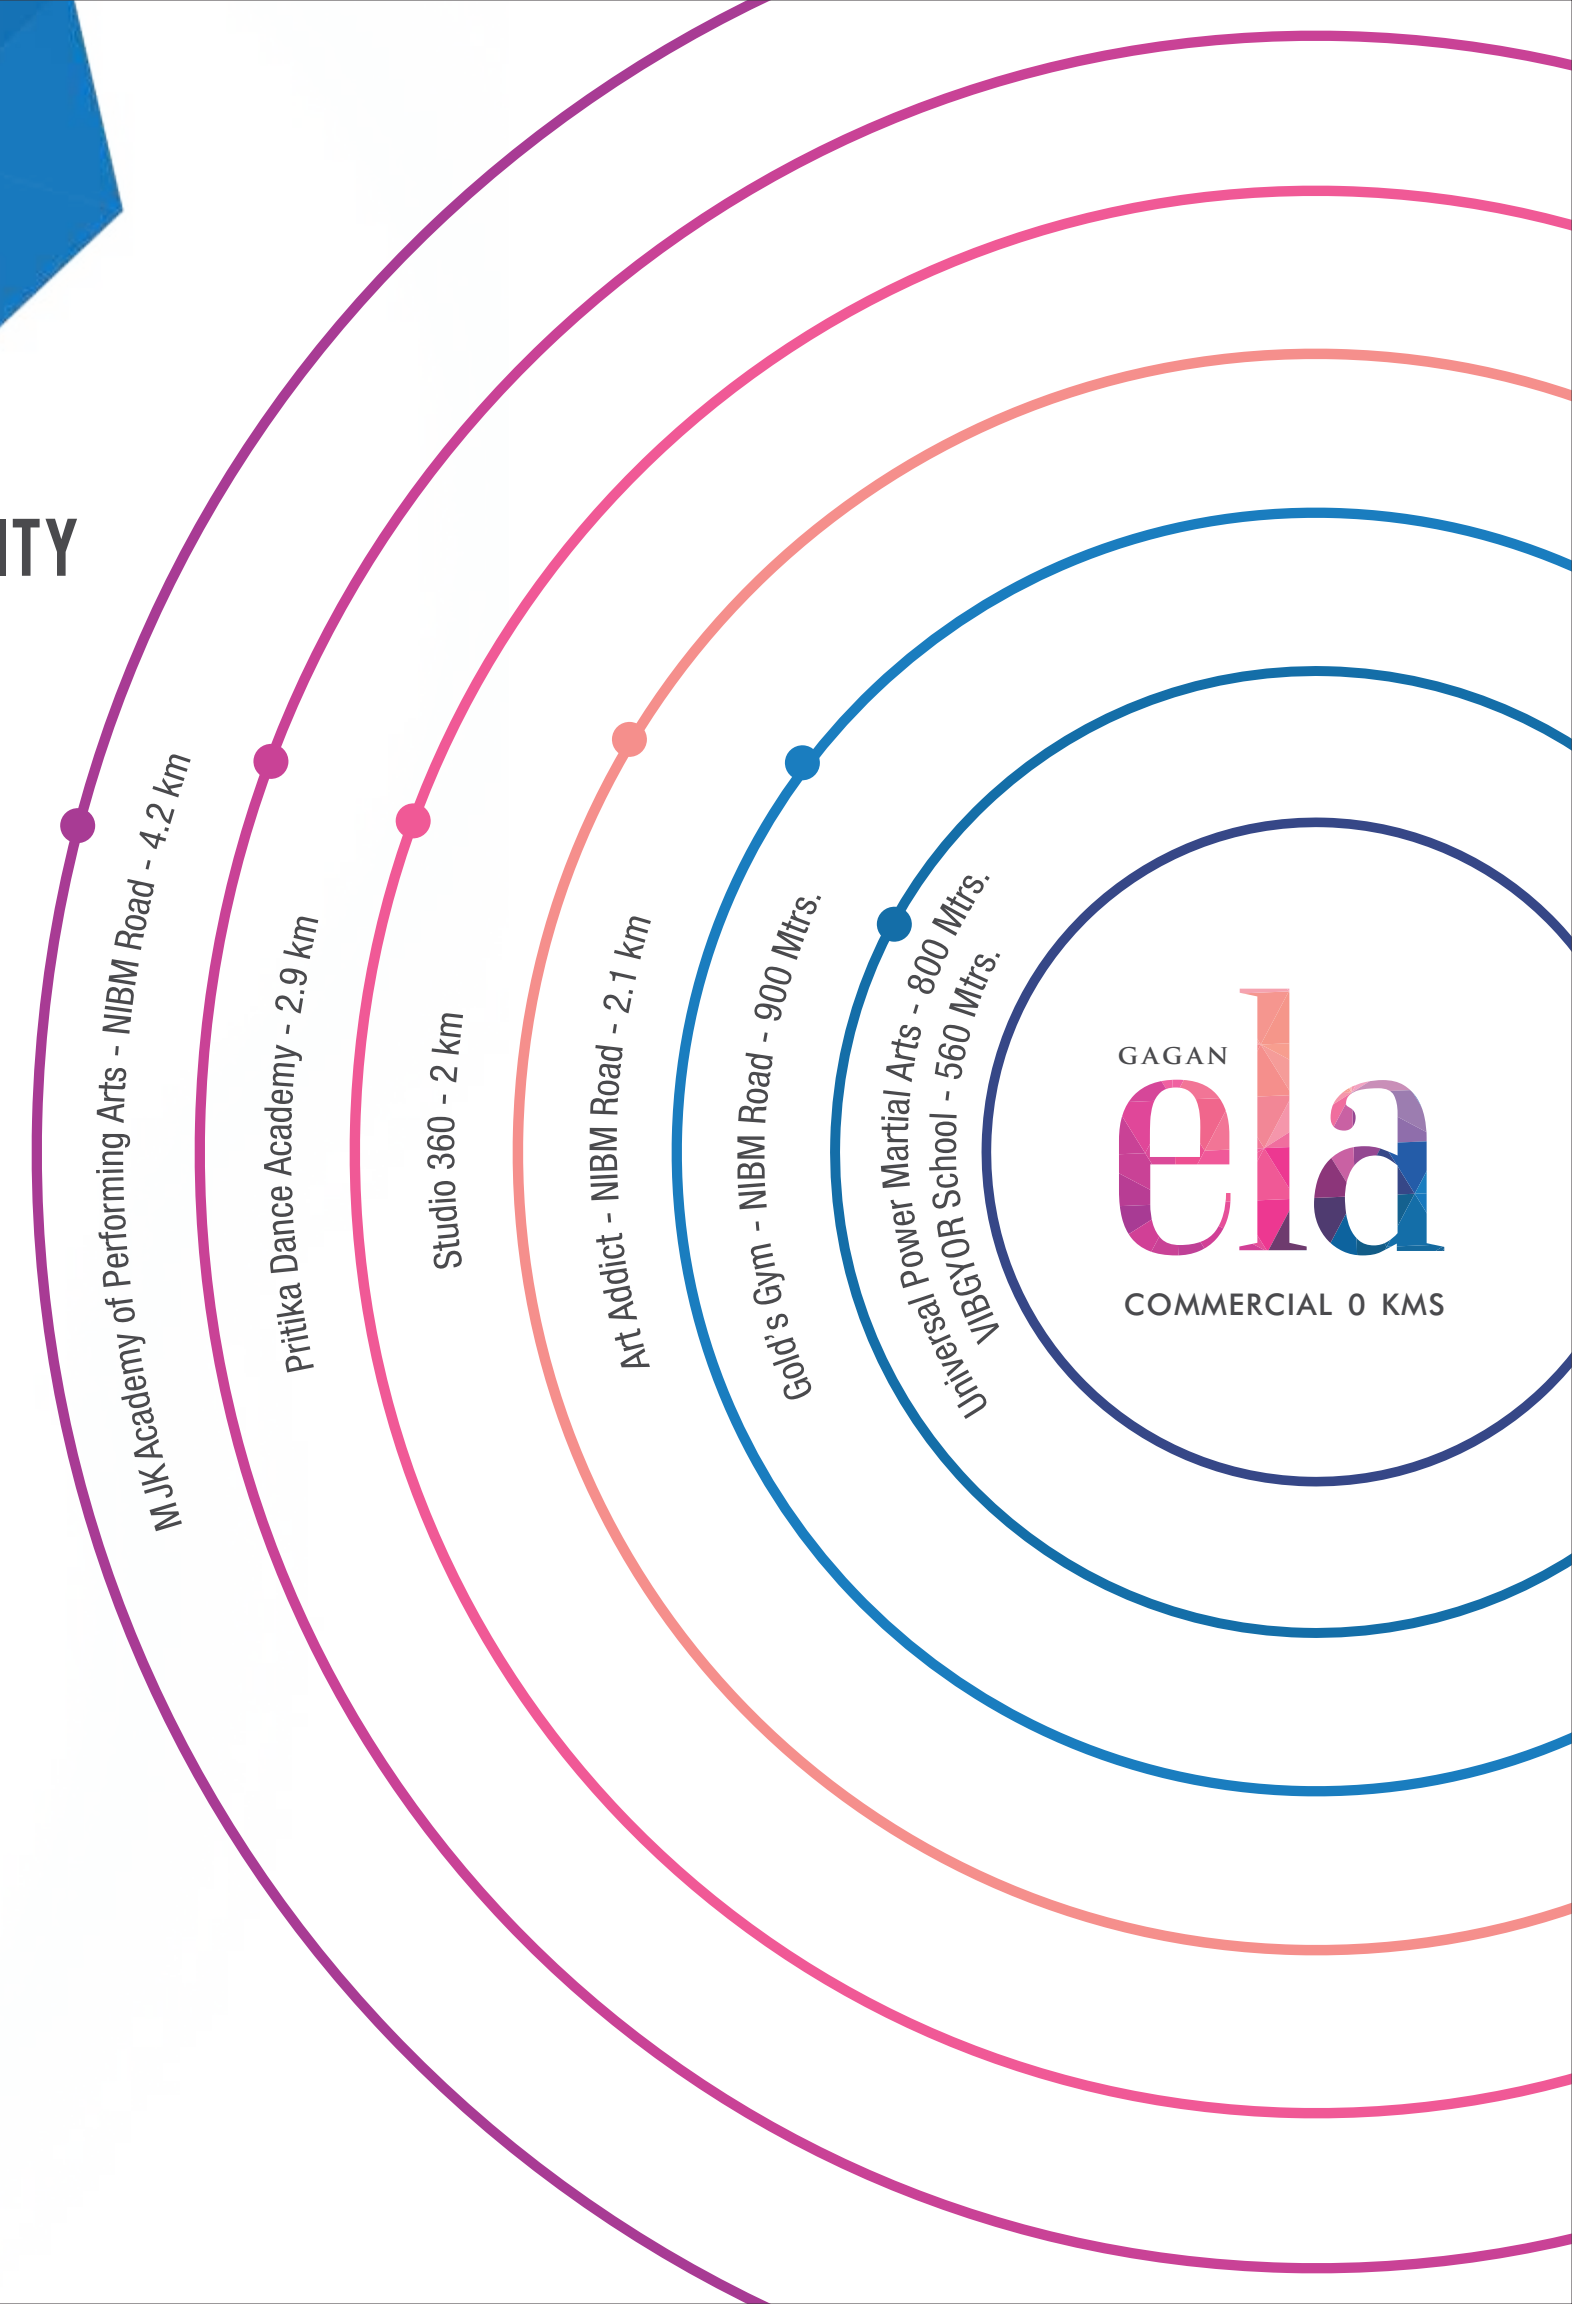 ITY
MJK Academy of Performing Arts - NIBM Road - 4.2 km
Pritika Dance Academy - 2.9 km
Studio 360 - 2 km
Art Addict - NIBM Road - 2.1 km
Gold's Gym - NIBM Road - 900 Mtrs.
Universal Power Martial Arts - 800 Mtrs.
VIBGYOR School - 560 Mtrs.
GAGAN
ela
COMMERCIAL 0 KMS